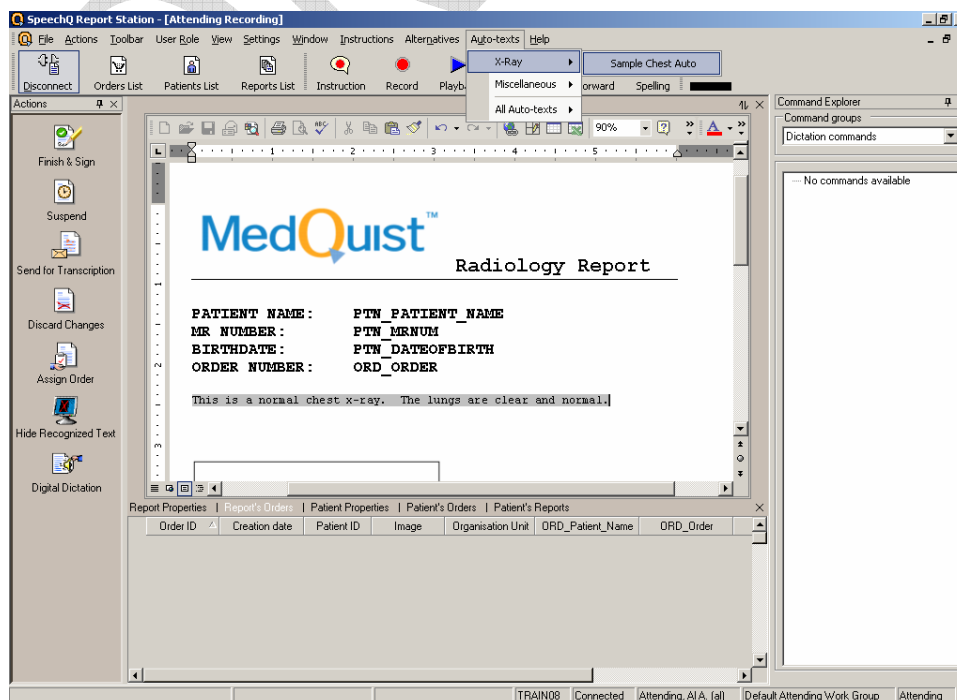 SpeechQ Report Station - [Attending Recording]
File Actions Toolbar User Role View Settings Window Instructions Alternatives Auto-texts Help
Disconnect Orders List Patients List Reports List Instruction Record Playb orward Spelling
X-Ray
Sample Chest Auto
Miscellaneous
All Auto-texts
Actions
Finish & Sign
Suspend
Send for Transcription
Discard Changes
Assign Order
Hide Recognized Text
Digital Dictation
90%
1 2 3 4 5
MedQuist™
Radiology Report
PATIENT NAME: PTN_PATIENT_NAME
MR NUMBER: PTN_MRNUM
BIRTHDATE: PTN_DATEOFBIRTH
ORDER NUMBER: ORD_ORDER
This is a normal chest x-ray. The lungs are clear and normal.
Report Properties | Report's Orders | Patient Properties | Patient's Orders | Patient's Reports
Order ID Creation date Patient ID Image Organisation Unit ORD_Patient_Name ORD_Order
Command Explorer
Command groups
Dictation commands
No commands available
TRAIN08 Connected Attending, Al A. (al) Default Attending Work Group Attending